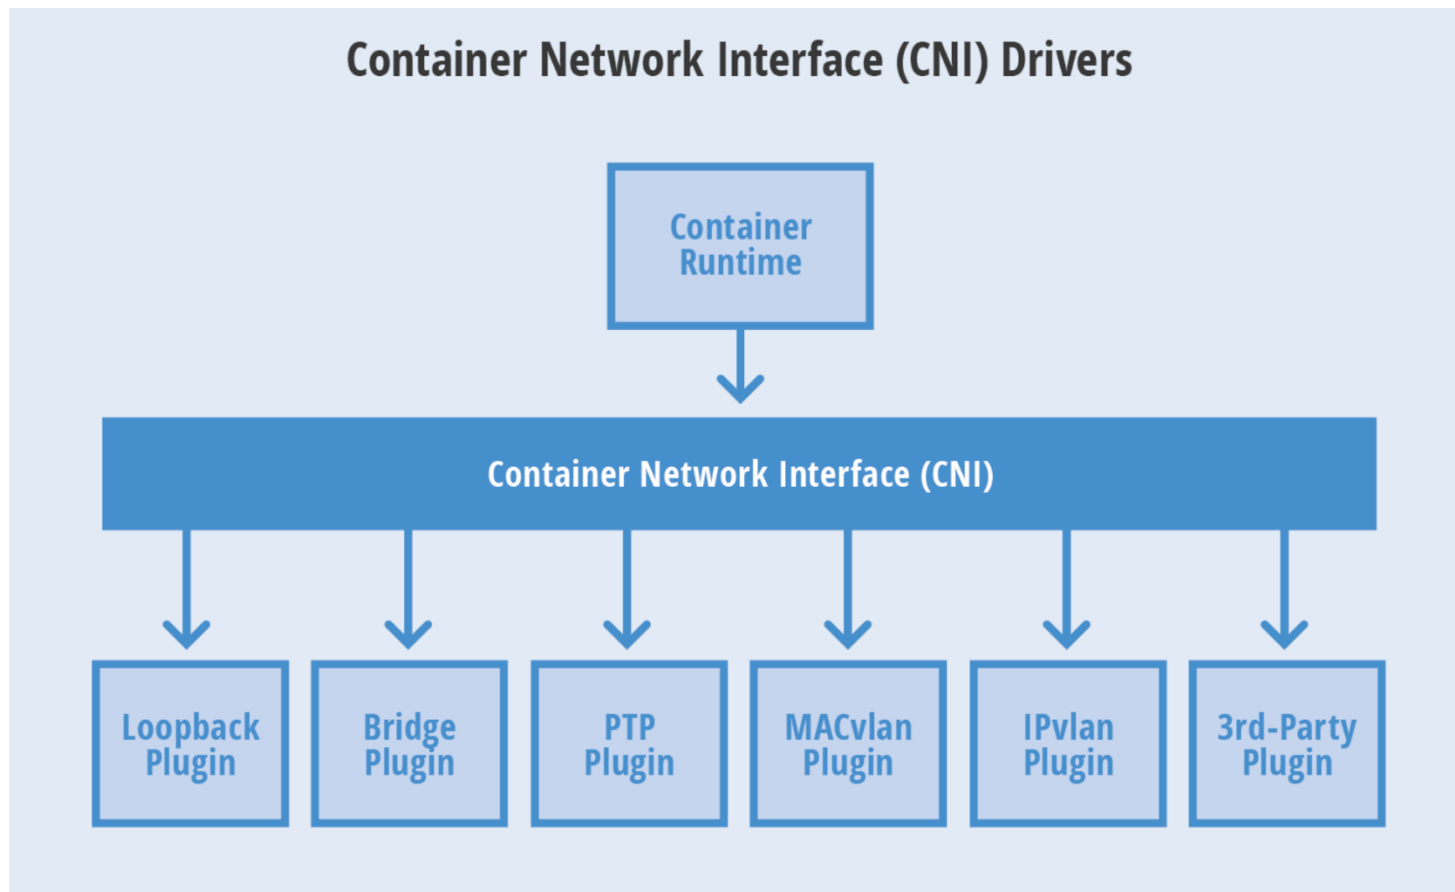 Container Network Interface (CNI) Drivers
Container
Runtime
Container Network Interface (CNI)
Loopback
Plugin
Bridge
Plugin
PTP
Plugin
MACvlan
Plugin
IPvlan
Plugin
3rd-Party
Plugin